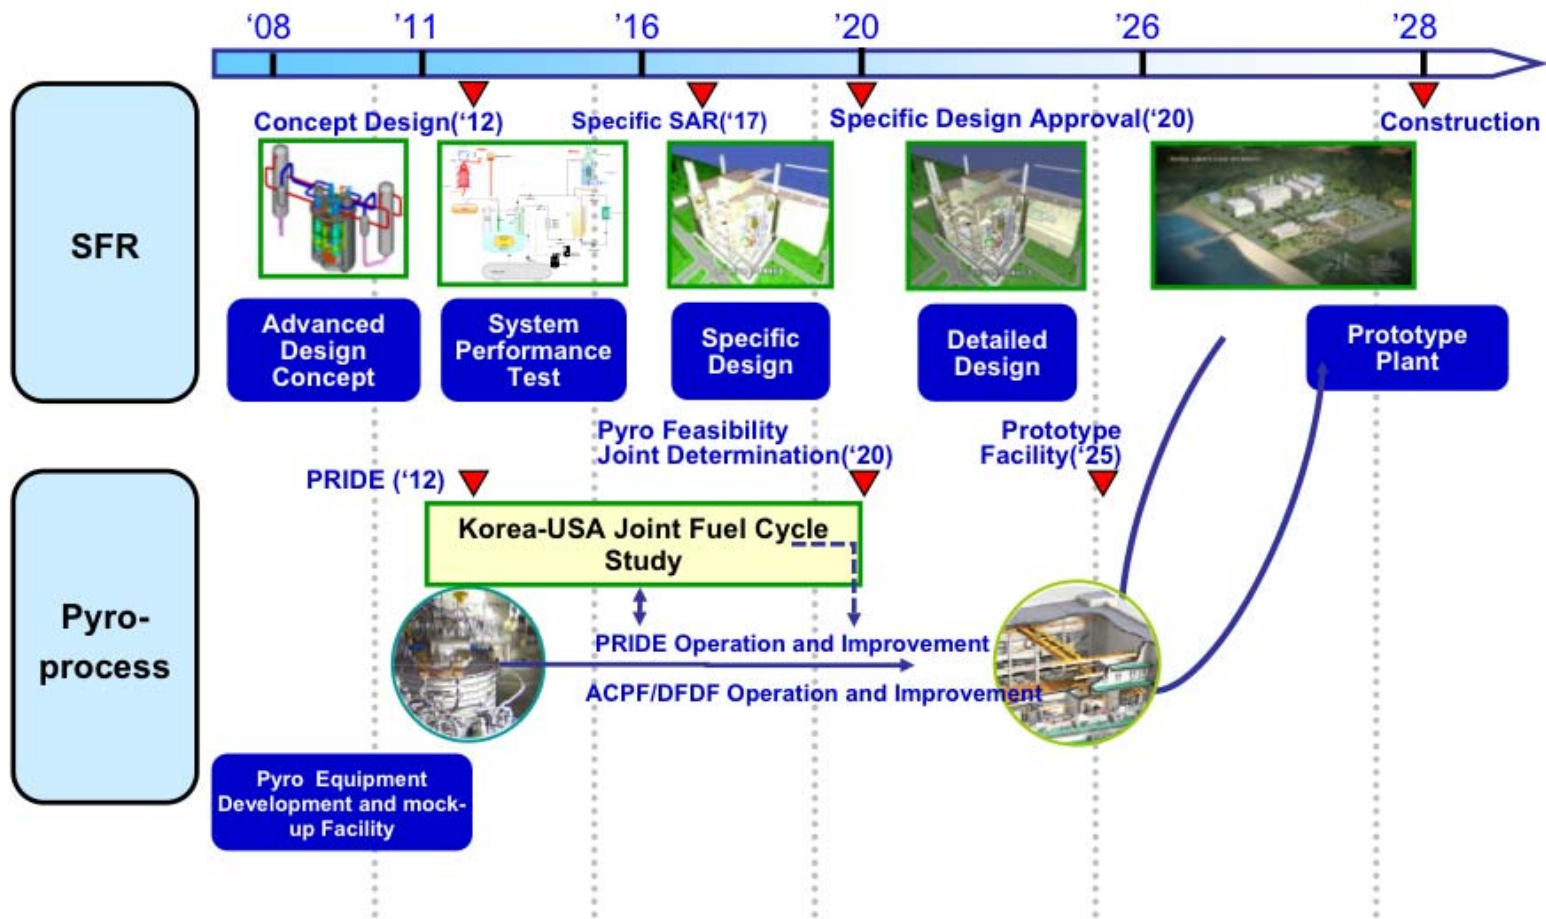 ‘08
‘11
‘16
‘20
‘26
‘28
SFR
Concept Design(‘12)
Specific SAR(‘17)
Specific Design Approval(‘20)
Construction
Advanced
Design
Concept
System
Performance
Test
Specific
Design
Detailed
Design
Prototype
Plant
Pyro-
process
PRIDE (‘12)
Pyro Feasibility
Joint Determination(‘20)
Prototype
Facility(‘25)
Korea-USA Joint Fuel Cycle
Study
PRIDE Operation and Improvement
ACPF/DFDF Operation and Improvement
Pyro Equipment
Development and mock-
up Facility